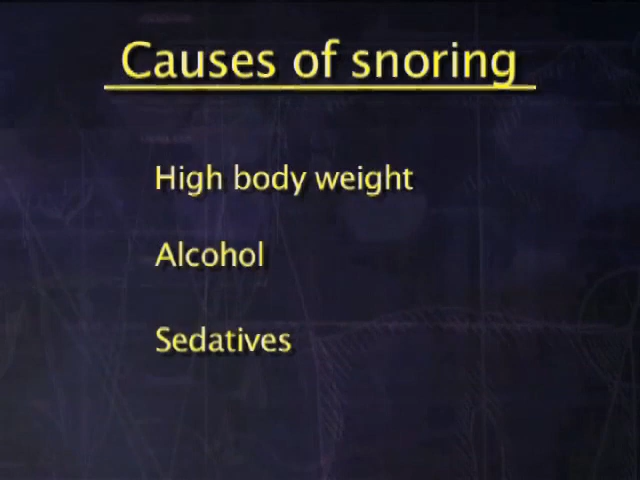 Causes of snoring
High body weight
Alcohol
Sedatives